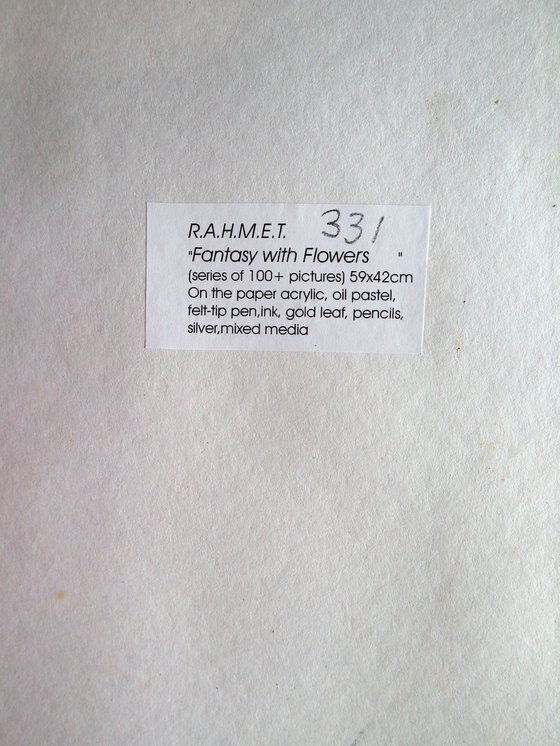 R.A.H.M.E.T. 331
"Fantasy with Flowers "
(series of 100+ pictures) 59x42cm
On the paper acrylic, oil pastel,
felt-tip pen,ink, gold leaf, pencils,
silver,mixed media